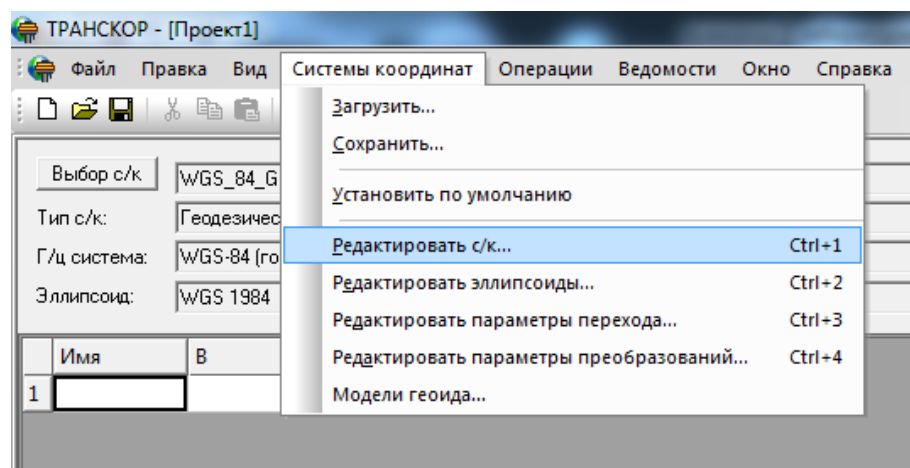 ТРАНСКОР - [Проект1]
Файл Правка Вид Системы координат Операции Ведомости Окно Справка
Загрузить...
Сохранить...
Установить по умолчанию
Редактировать с/к... Ctrl+1
Редактировать эллипсоиды... Ctrl+2
Редактировать параметры перехода... Ctrl+3
Редактировать параметры преобразований... Ctrl+4
Модели геоида...
Выбор с/к WGS_84_G
Тип с/к: Геодезичес
Г/ц система: WGS-84 (го
Эллипсоид: WGS 1984
Имя B
1